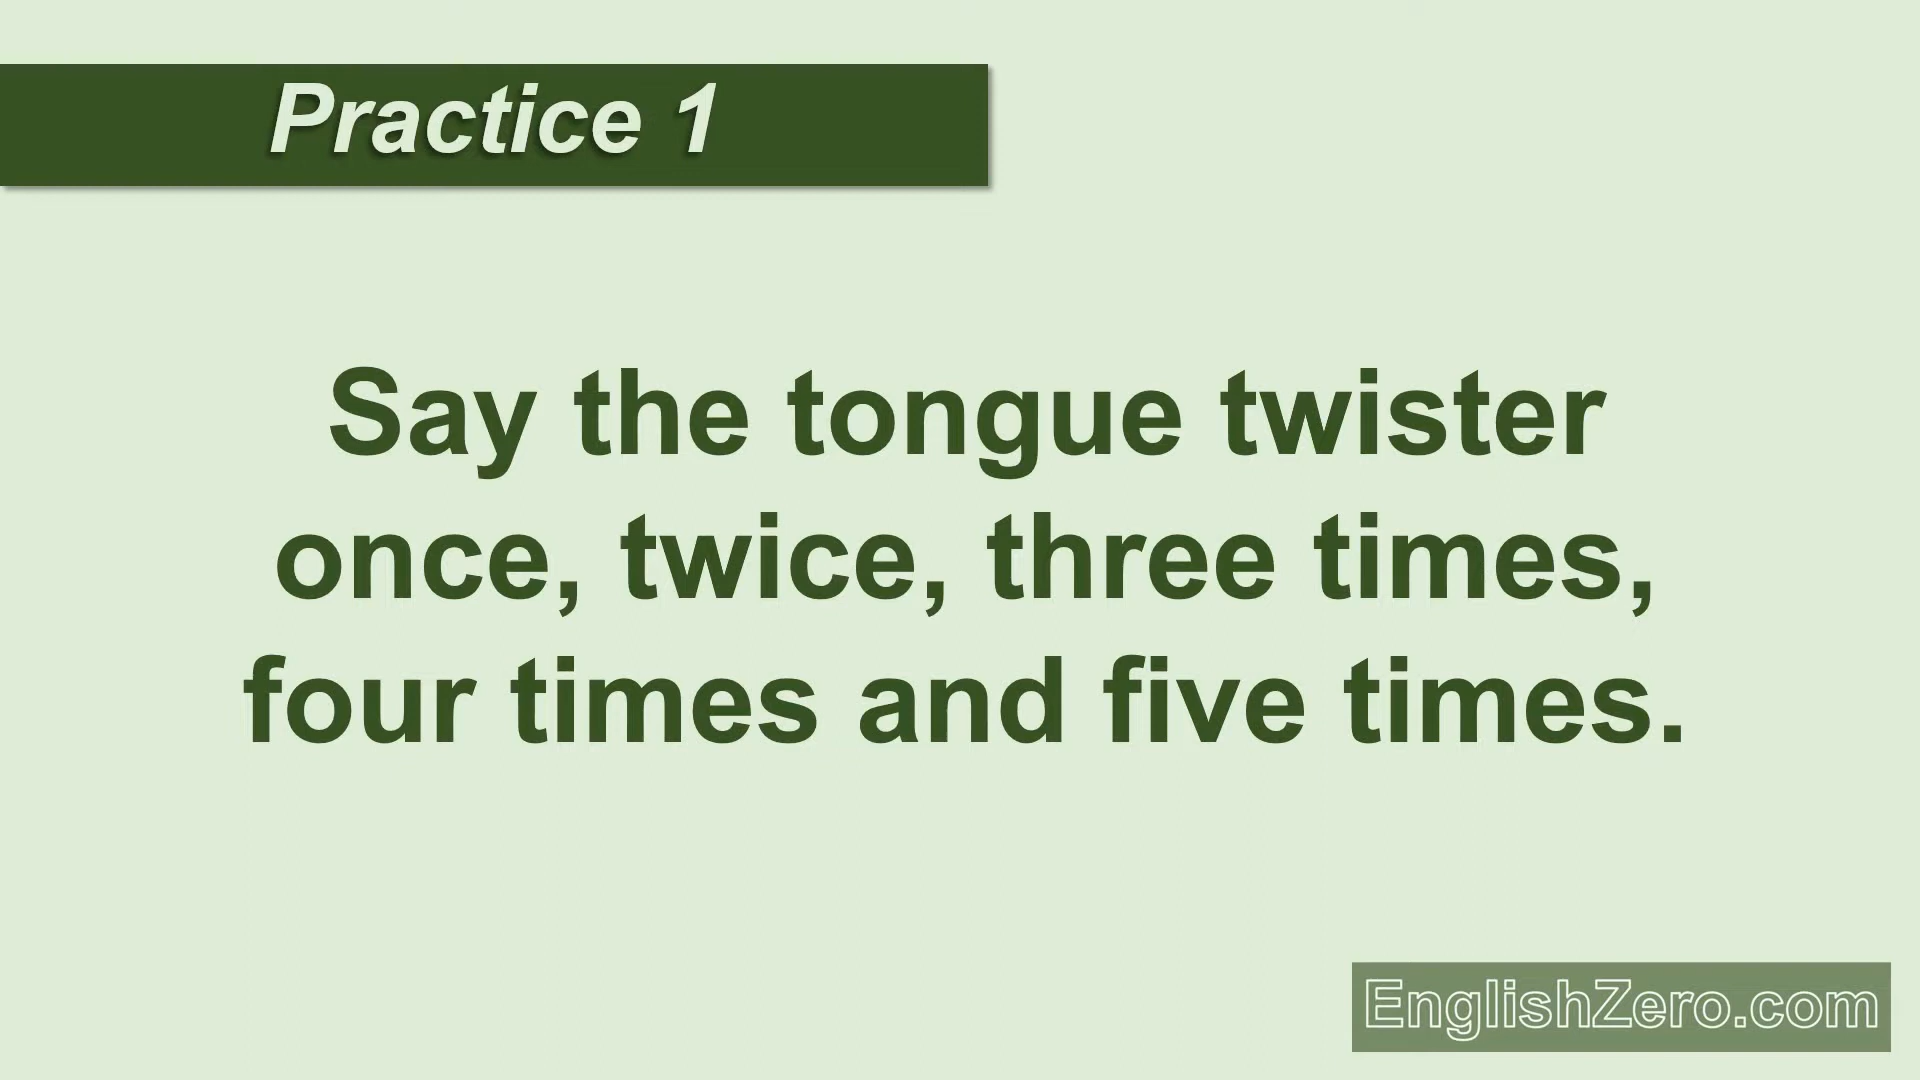 Practice 1
Say the tongue twister
once, twice, three times,
four times and five times.
EnglishZero.com